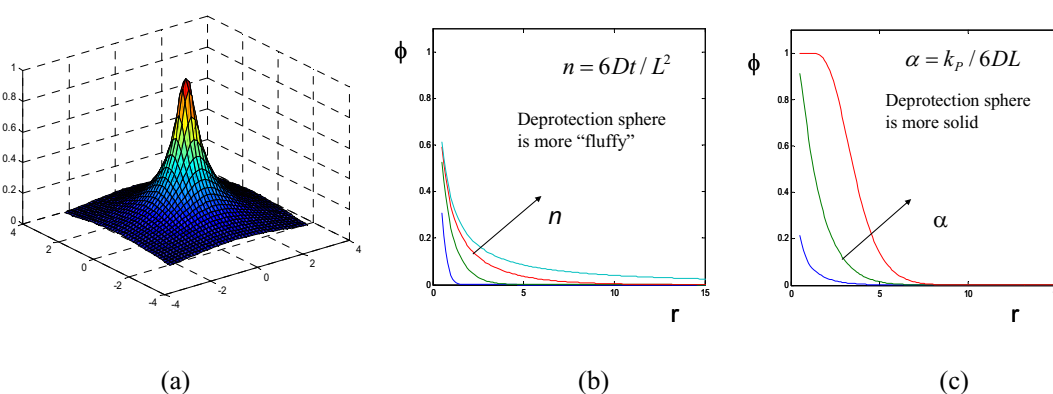 1
0.8
0.6
0.4
0.2
0
4
2
0
-2
-4
-4
-2
0
2
4
(a)
ϕ
1
0.8
0.6
0.4
0.2
0
0
5
10
15
r
n = 6Dt / L²
Deprotection sphere
is more “fluffy”
n
(b)
ϕ
1
0.8
0.6
0.4
0.2
0
0
5
10
r
α = k_P / 6DL
Deprotection sphere
is more solid
α
(c)